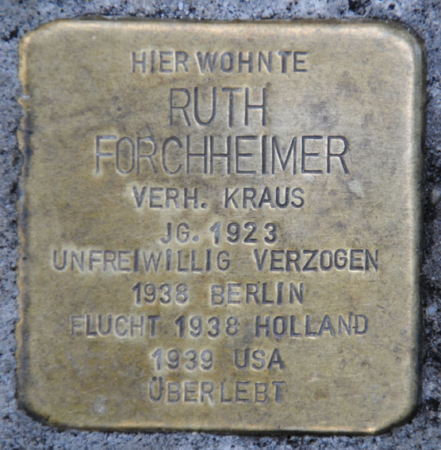 HIER WOHNTE
RUTH
FORCHHEIMER
VERH. KRAUS
JG. 1923
UNFREIWILLIG VERZOGEN
1938 BERLIN
FLUCHT 1938 HOLLAND
1939 USA
ÜBERLEBT